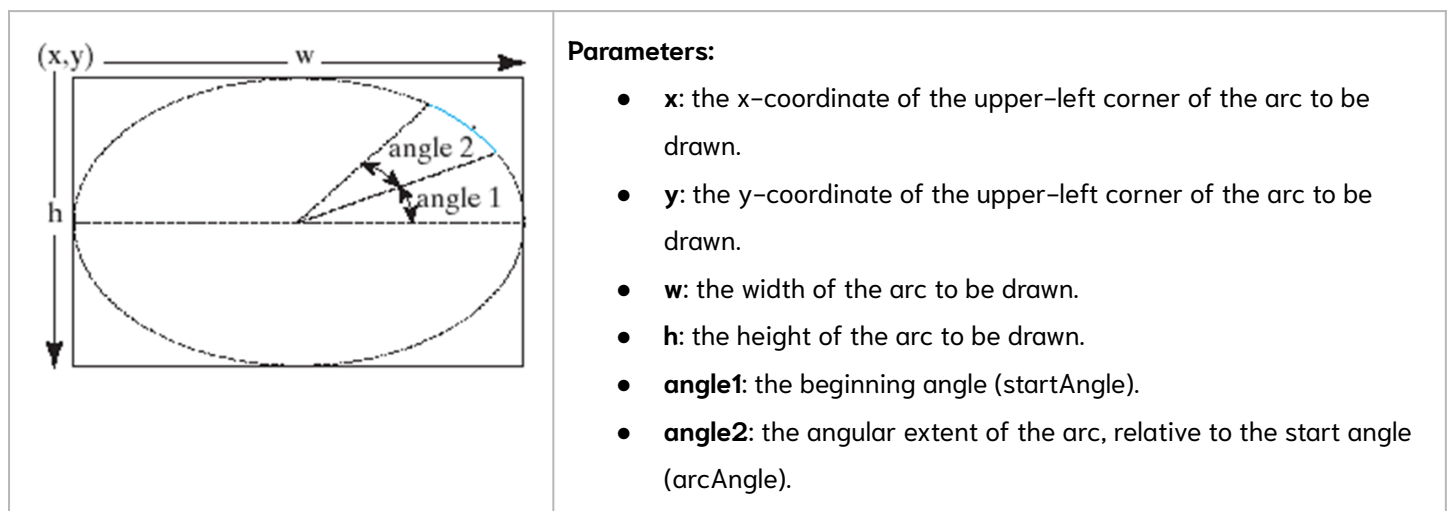 (x,y)
w
h
angle 2
angle 1
Parameters:
● x: the x-coordinate of the upper-left corner of the arc to be
drawn.
● y: the y-coordinate of the upper-left corner of the arc to be
drawn.
● w: the width of the arc to be drawn.
● h: the height of the arc to be drawn.
● angle1: the beginning angle (startAngle).
● angle2: the angular extent of the arc, relative to the start angle
(arcAngle).